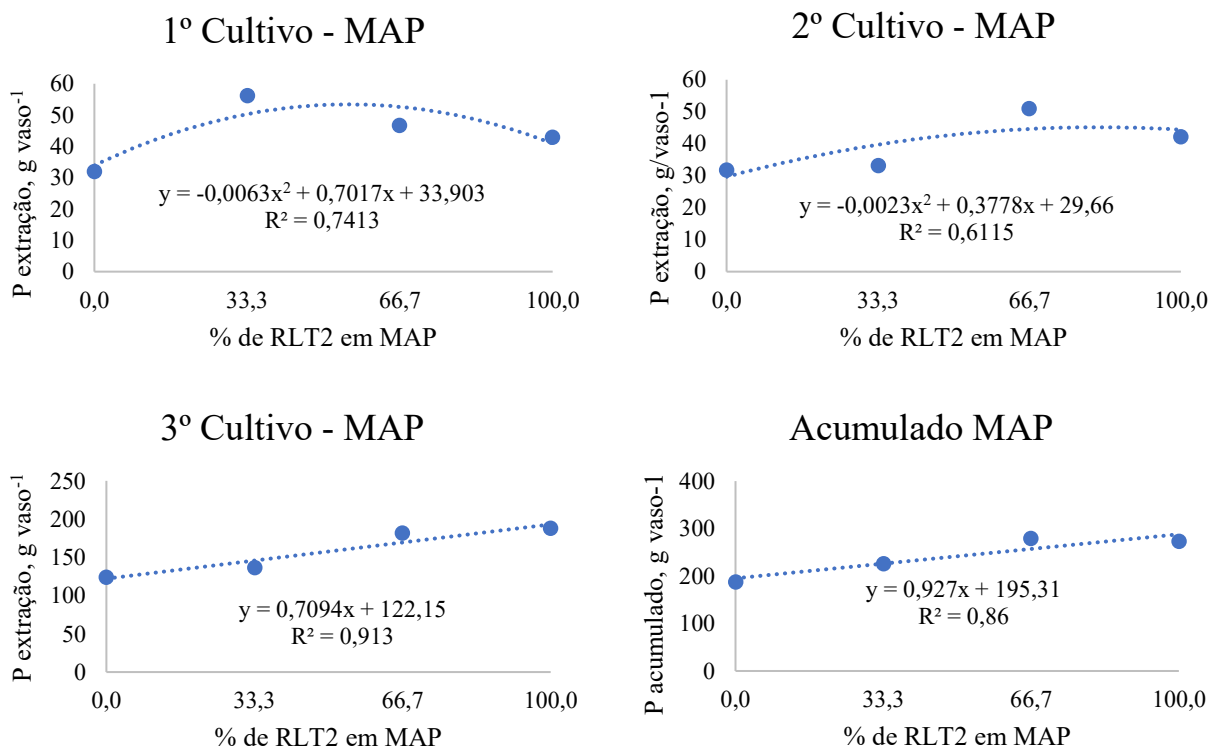 1º Cultivo - MAP
P extração, g vaso-1
60
50
40
30
20
10
0
y = -0,0063x² + 0,7017x + 33,903
R² = 0,7413
0,0 33,3 66,7 100,0
% de RLT2 em MAP
2º Cultivo - MAP
P extração, g/vaso-1
60
50
40
30
20
10
0
y = -0,0023x² + 0,3778x + 29,66
R² = 0,6115
0,0 33,3 66,7 100,0
% de RLT2 em MAP
3º Cultivo - MAP
P extração, g vaso-1
250
200
150
100
50
0
y = 0,7094x + 122,15
R² = 0,913
0,0 33,3 66,7 100,0
% de RLT2 em MAP
Acumulado MAP
P acumulado, g vaso-1
400
300
200
100
0
y = 0,927x + 195,31
R² = 0,86
0,0 33,3 66,7 100,0
% de RLT2 em MAP